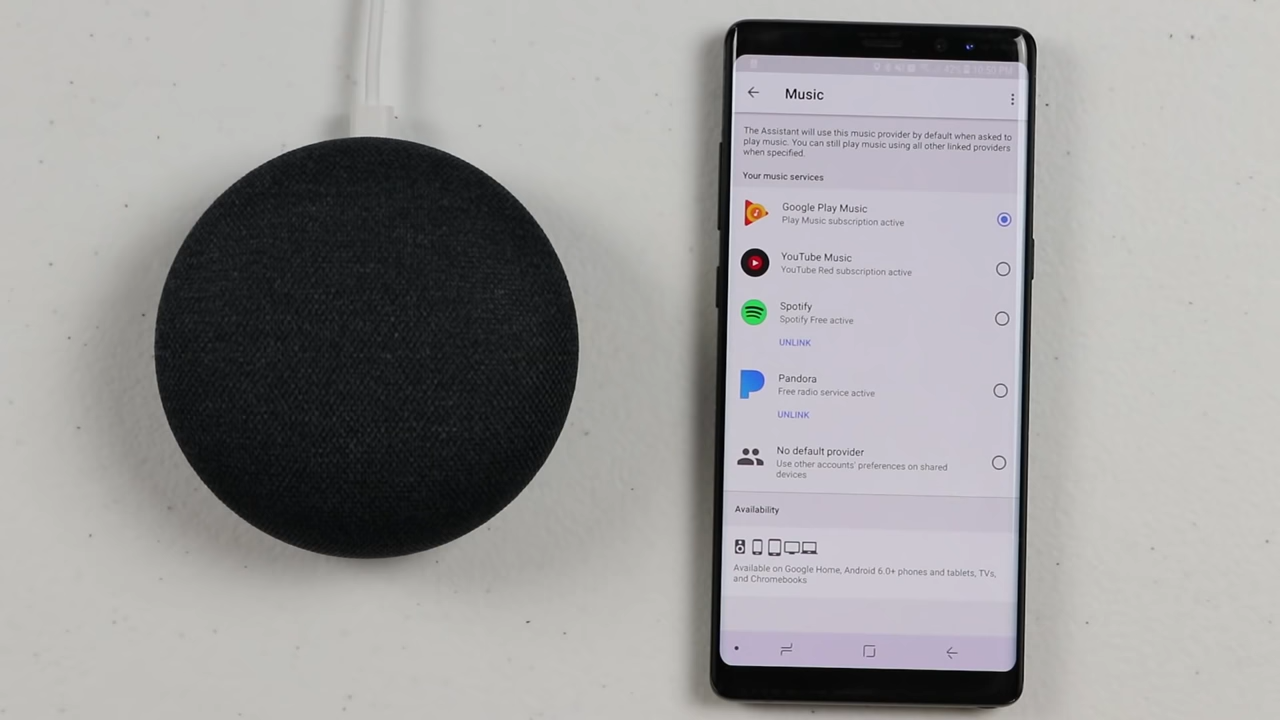 Music
The Assistant will use this music provider by default when asked to
play music. You can still play music using all other linked providers
when specified.
Your music services
Google Play Music
Play Music subscription active
YouTube Music
YouTube Red subscription active
Spotify
Spotify Free active
UNLINK
Pandora
Free radio service active
UNLINK
No default provider
Use other accounts' preferences on shared
devices
Availability
Available on Google Home, Android 6.0+ phones and tablets, TVs,
and Chromebooks